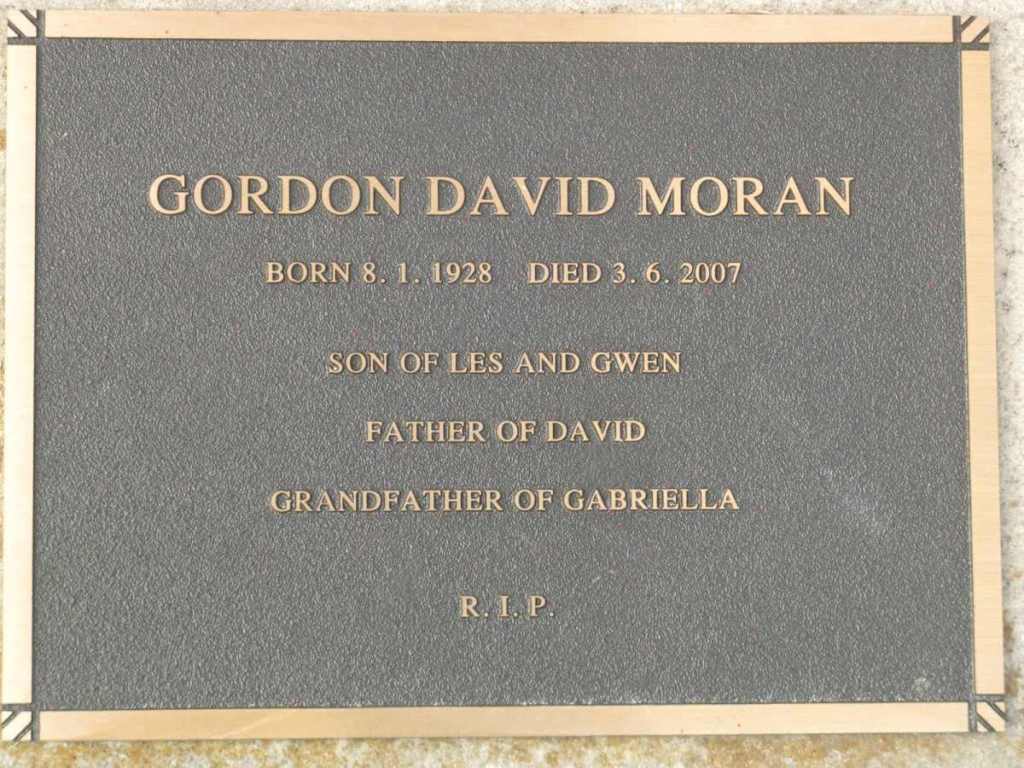 GORDON DAVID MORAN
BORN 8. 1. 1928 DIED 3. 6. 2007
SON OF LES AND GWEN
FATHER OF DAVID
GRANDFATHER OF GABRIELLA
R. I. P.